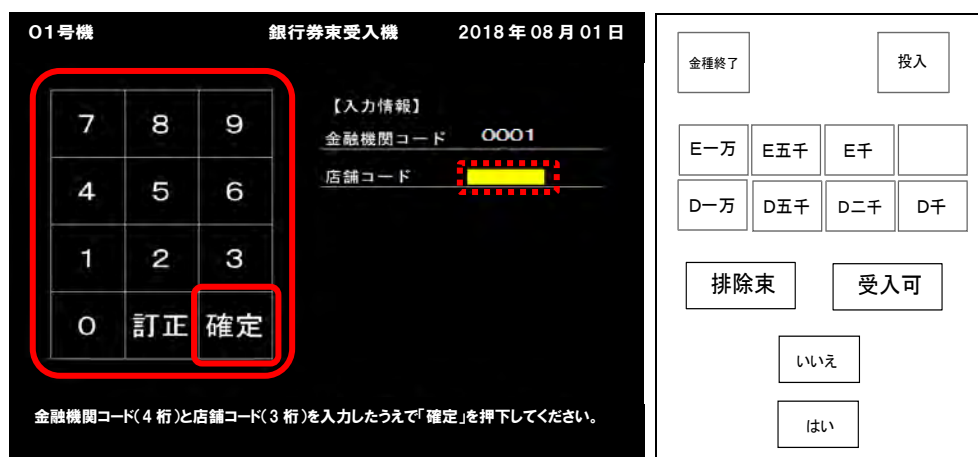 01号機 銀行券束受入機 2018年08月01日
【入力情報】
金融機関コード 0001
店舗コード
7 8 9
4 5 6
1 2 3
0 訂正 確定
金融機関コード(4桁)と店舗コード(3桁)を入力したうえで「確定」を押下してください。
金種終了 投入
E一万 E五千 E千
D一万 D五千 D二千 D千
排除束 受入可
いいえ
はい